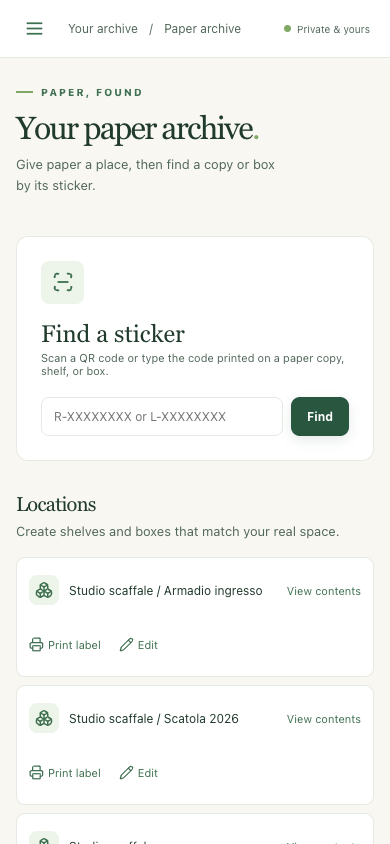 Your archive / Paper archive
Private & yours
PAPER, FOUND
Your paper archive.
Give paper a place, then find a copy or box
by its sticker.
Find a sticker
Scan a QR code or type the code printed on a paper copy,
shelf, or box.
R-XXXXXXXX or L-XXXXXXXX
Find
Locations
Create shelves and boxes that match your real space.
Studio scaffale / Armadio ingresso
View contents
Print label
Edit
Studio scaffale / Scatola 2026
View contents
Print label
Edit